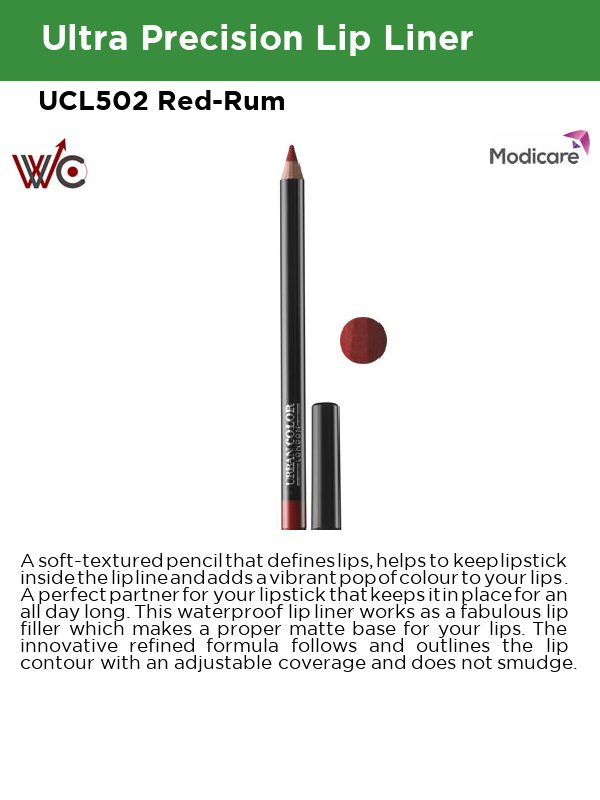 Ultra Precision Lip Liner
UCL502 Red-Rum
WC
Modicare
URBAN COLOR
LONDON
A soft-textured pencil that defines lips, helps to keep lipstick
inside the lip line and adds a vibrant pop of colour to your lips.
A perfect partner for your lipstick that keeps it in place for an
all day long. This waterproof lip liner works as a fabulous lip
filler which makes a proper matte base for your lips. The
innovative refined formula follows and outlines the lip
contour with an adjustable coverage and does not smudge.